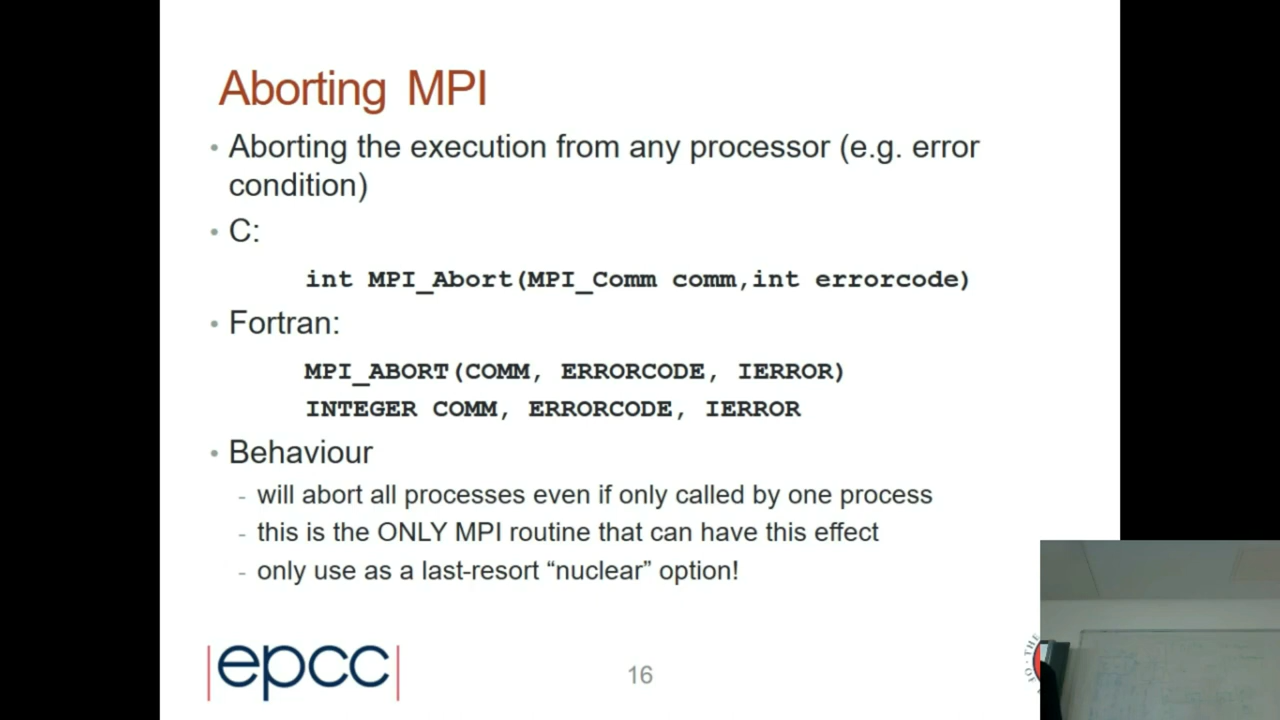 Aborting MPI
• Aborting the execution from any processor (e.g. error
condition)
• C:
int MPI_Abort(MPI_Comm comm,int errorcode)
• Fortran:
MPI_ABORT(COMM, ERRORCODE, IERROR)
INTEGER COMM, ERRORCODE, IERROR
• Behaviour
- will abort all processes even if only called by one process
- this is the ONLY MPI routine that can have this effect
- only use as a last-resort “nuclear” option!
epcc
16
THE